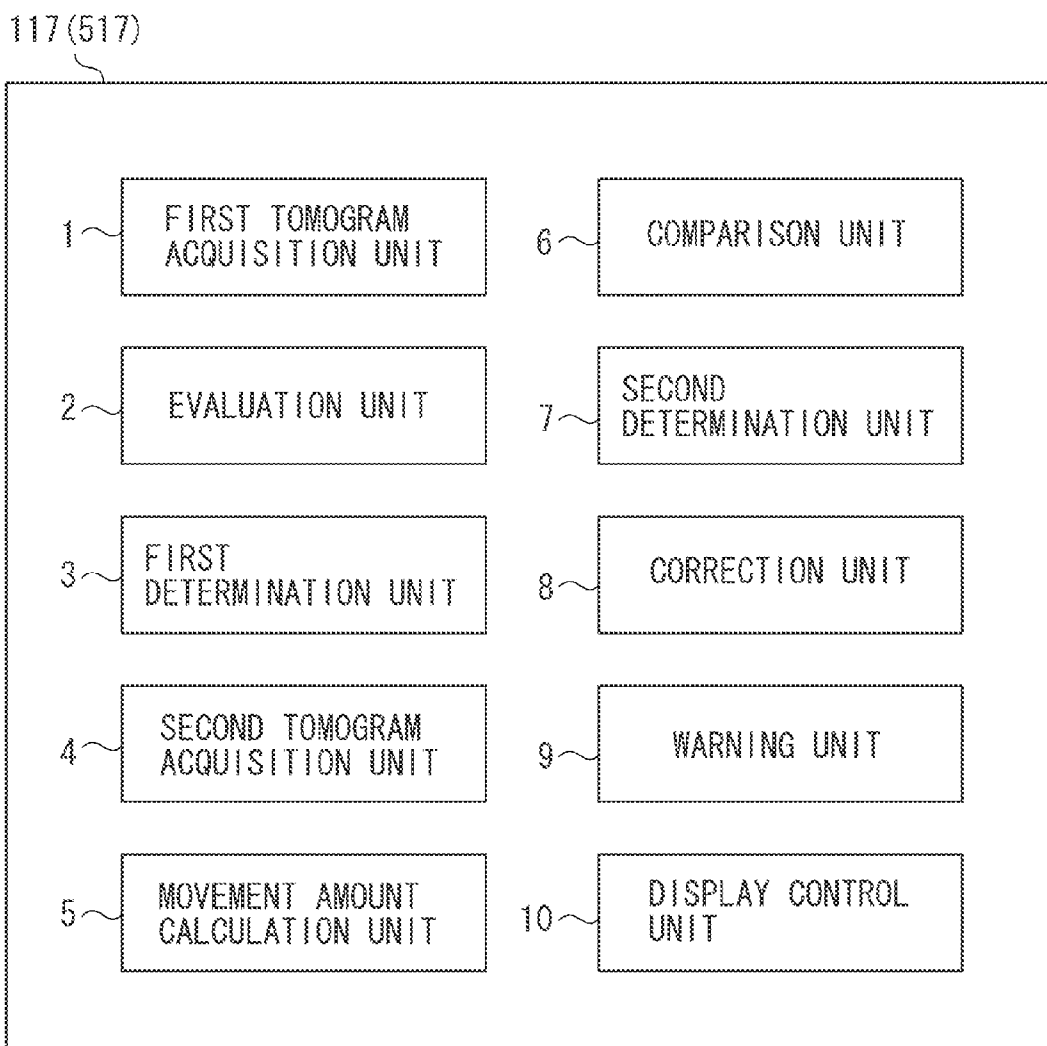 117(517)
1
FIRST TOMOGRAM
ACQUISITION UNIT
2
EVALUATION UNIT
3
FIRST
DETERMINATION UNIT
4
SECOND TOMOGRAM
ACQUISITION UNIT
5
MOVEMENT AMOUNT
CALCULATION UNIT
6
COMPARISON UNIT
7
SECOND
DETERMINATION UNIT
8
CORRECTION UNIT
9
WARNING UNIT
10
DISPLAY CONTROL
UNIT